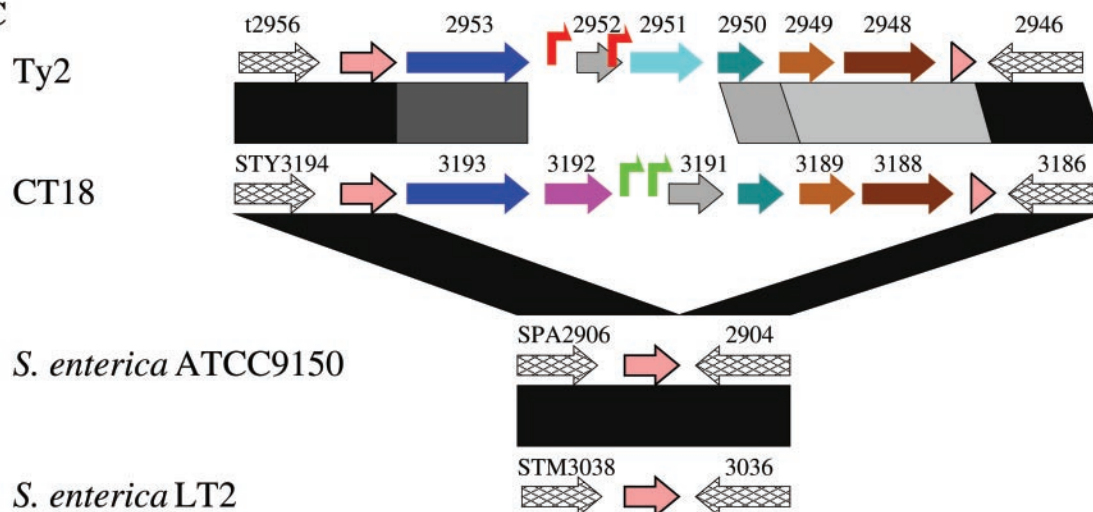 C
t2956 2953 2952 2951 2950 2949 2948 2946
Ty2
STY3194 3193 3192 3191 3189 3188 3186
CT18
SPA2906 2904
S. enterica ATCC9150
STM3038 3036
S. enterica LT2